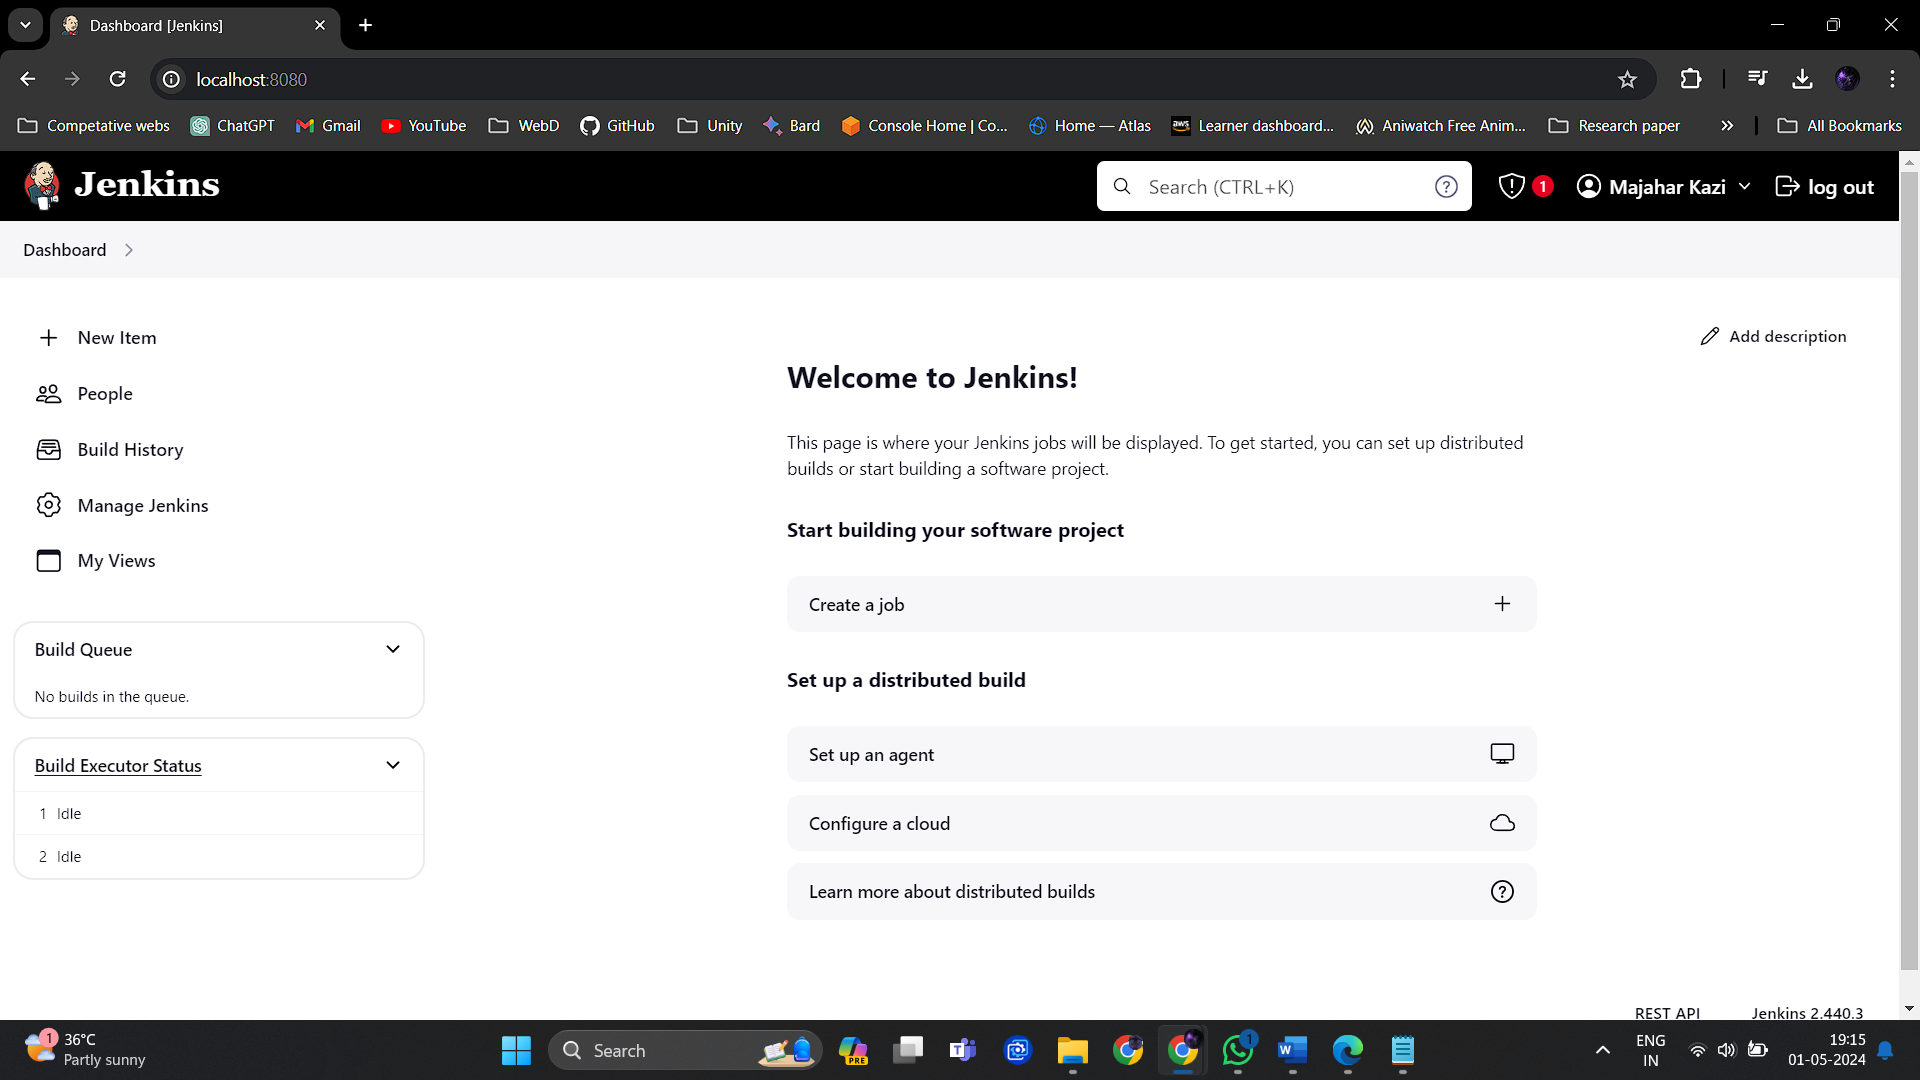 Dashboard [Jenkins]
localhost:8080
Competative webs
ChatGPT
Gmail
YouTube
WebD
GitHub
Unity
Bard
Console Home | Co...
Home — Atlas
aws
Learner dashboard...
Aniwatch Free Anim...
Research paper
All Bookmarks
Jenkins
Search (CTRL+K)
1
Majahar Kazi
log out
Dashboard
New Item
People
Build History
Manage Jenkins
My Views
Build Queue
No builds in the queue.
Build Executor Status
1 Idle
2 Idle
Add description
Welcome to Jenkins!
This page is where your Jenkins jobs will be displayed. To get started, you can set up distributed
builds or start building a software project.
Start building your software project
Create a job
Set up a distributed build
Set up an agent
Configure a cloud
Learn more about distributed builds
REST API
Jenkins 2.440.3
1
36°C
Partly sunny
Search
PRE
1
ENG
IN
19:15
01-05-2024